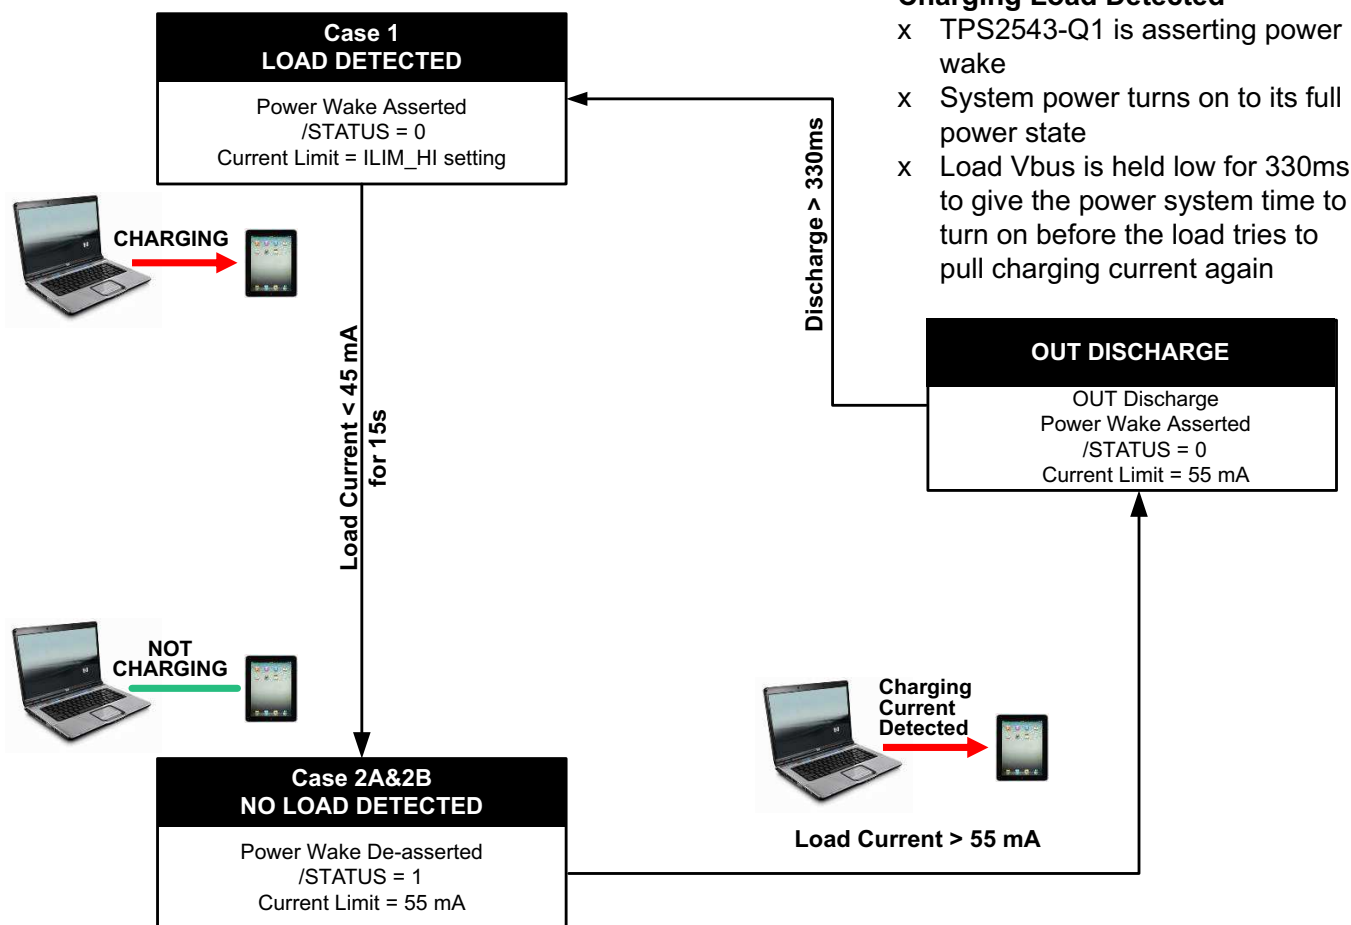 Charging Load Detected
x TPS2543-Q1 is asserting power
wake
x System power turns on to its full
power state
x Load Vbus is held low for 330ms
to give the power system time to
turn on before the load tries to
pull charging current again
Case 1
LOAD DETECTED
Power Wake Asserted
/STATUS = 0
Current Limit = ILIM_HI setting
CHARGING
Discharge > 330ms
Load Current < 45 mA
for 15s
OUT DISCHARGE
OUT Discharge
Power Wake Asserted
/STATUS = 0
Current Limit = 55 mA
NOT
CHARGING
Charging
Current
Detected
Load Current > 55 mA
Case 2A&2B
NO LOAD DETECTED
Power Wake De-asserted
/STATUS = 1
Current Limit = 55 mA